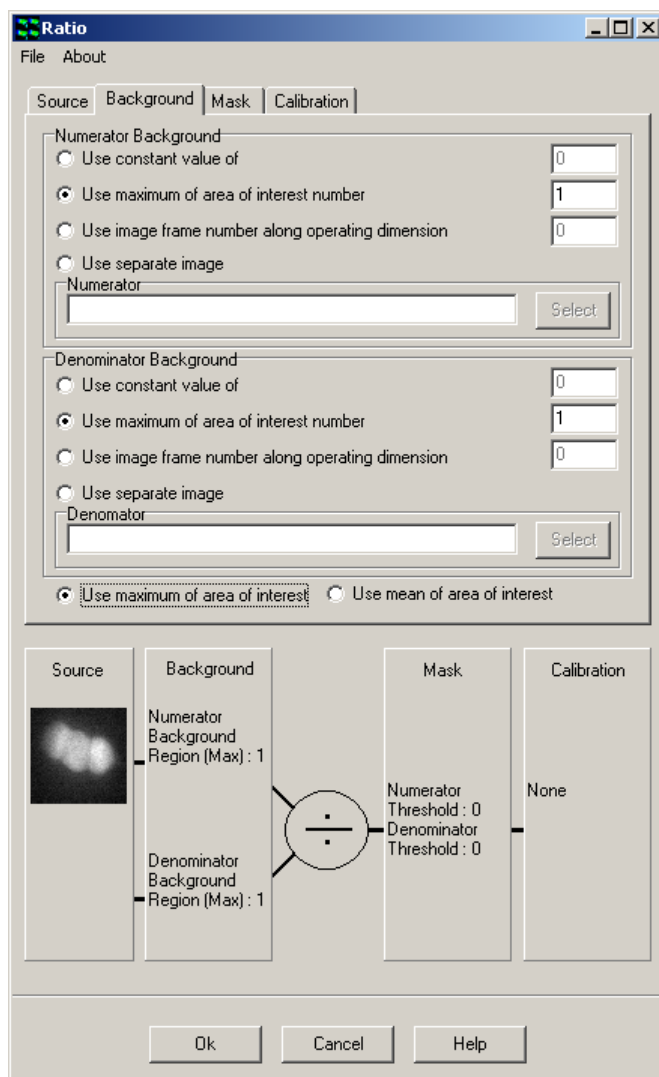 Ratio
File About
Source Background Mask Calibration
Numerator Background
Use constant value of 0
Use maximum of area of interest number 1
Use image frame number along operating dimension 0
Use separate image
Numerator
Select
Denominator Background
Use constant value of 0
Use maximum of area of interest number 1
Use image frame number along operating dimension 0
Use separate image
Denomator
Select
Use maximum of area of interest Use mean of area of interest
Source Background Mask Calibration
Numerator
Background
Region (Max) : 1
Numerator
Threshold : 0
Denominator
Threshold : 0
None
Denominator
Background
Region (Max) : 1
Ok Cancel Help